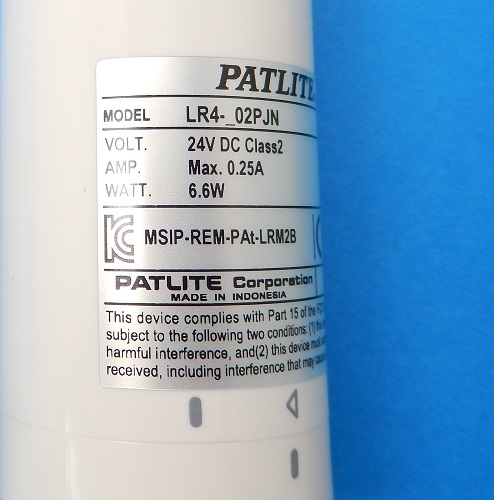 PATLITE
MODEL LR4-_02PJN
VOLT. 24V DC Class2
AMP. Max. 0.25A
WATT. 6.6W
MSIP-REM-PAt-LRM2B
PATLITE Corporation
MADE IN INDONESIA
This device complies with Part 15 of the
subject to the following two conditions: (1)
harmful interference, and(2) this device must
received, including interference that may